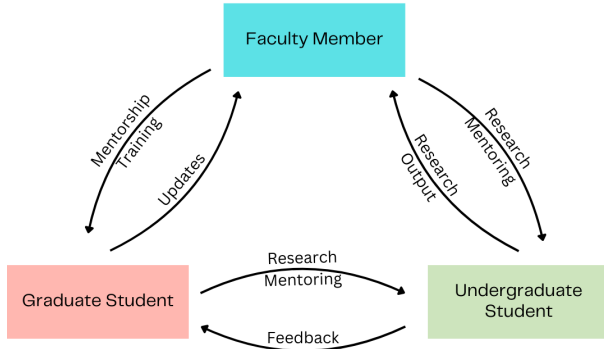 Faculty Member
Mentorship
Training
Updates
Research
Mentoring
Research
Output
Research
Mentoring
Graduate Student
Undergraduate
Student
Feedback